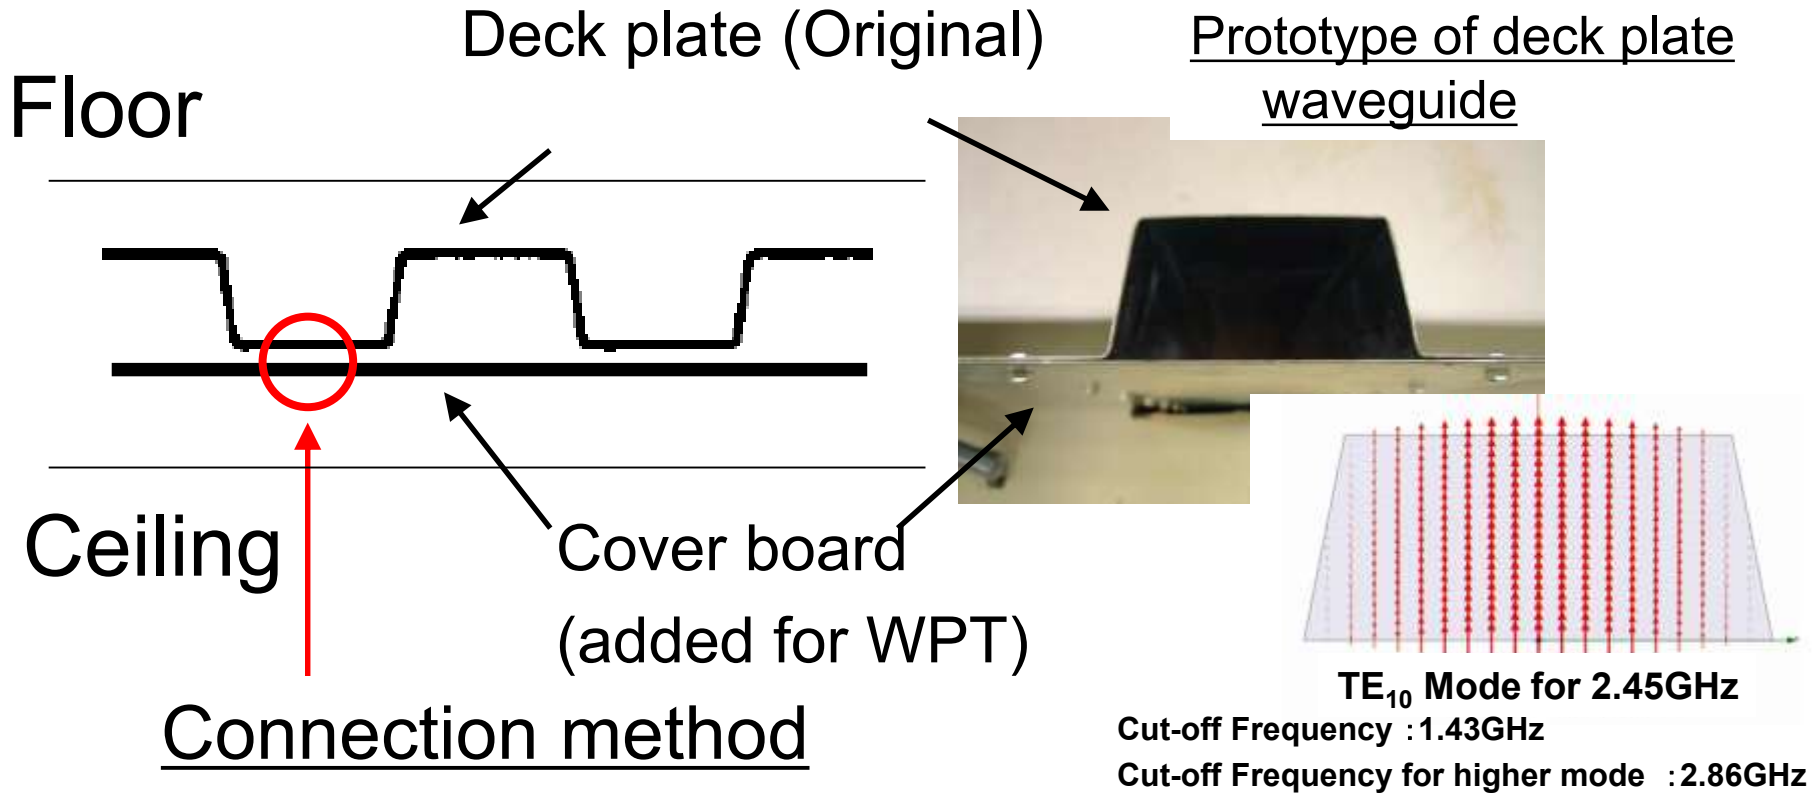 Deck plate (Original)
Prototype of deck plate
waveguide
Floor
Ceiling
Cover board
(added for WPT)
Connection method
TE₁₀ Mode for 2.45GHz
Cut-off Frequency :1.43GHz
Cut-off Frequency for higher mode :2.86GHz